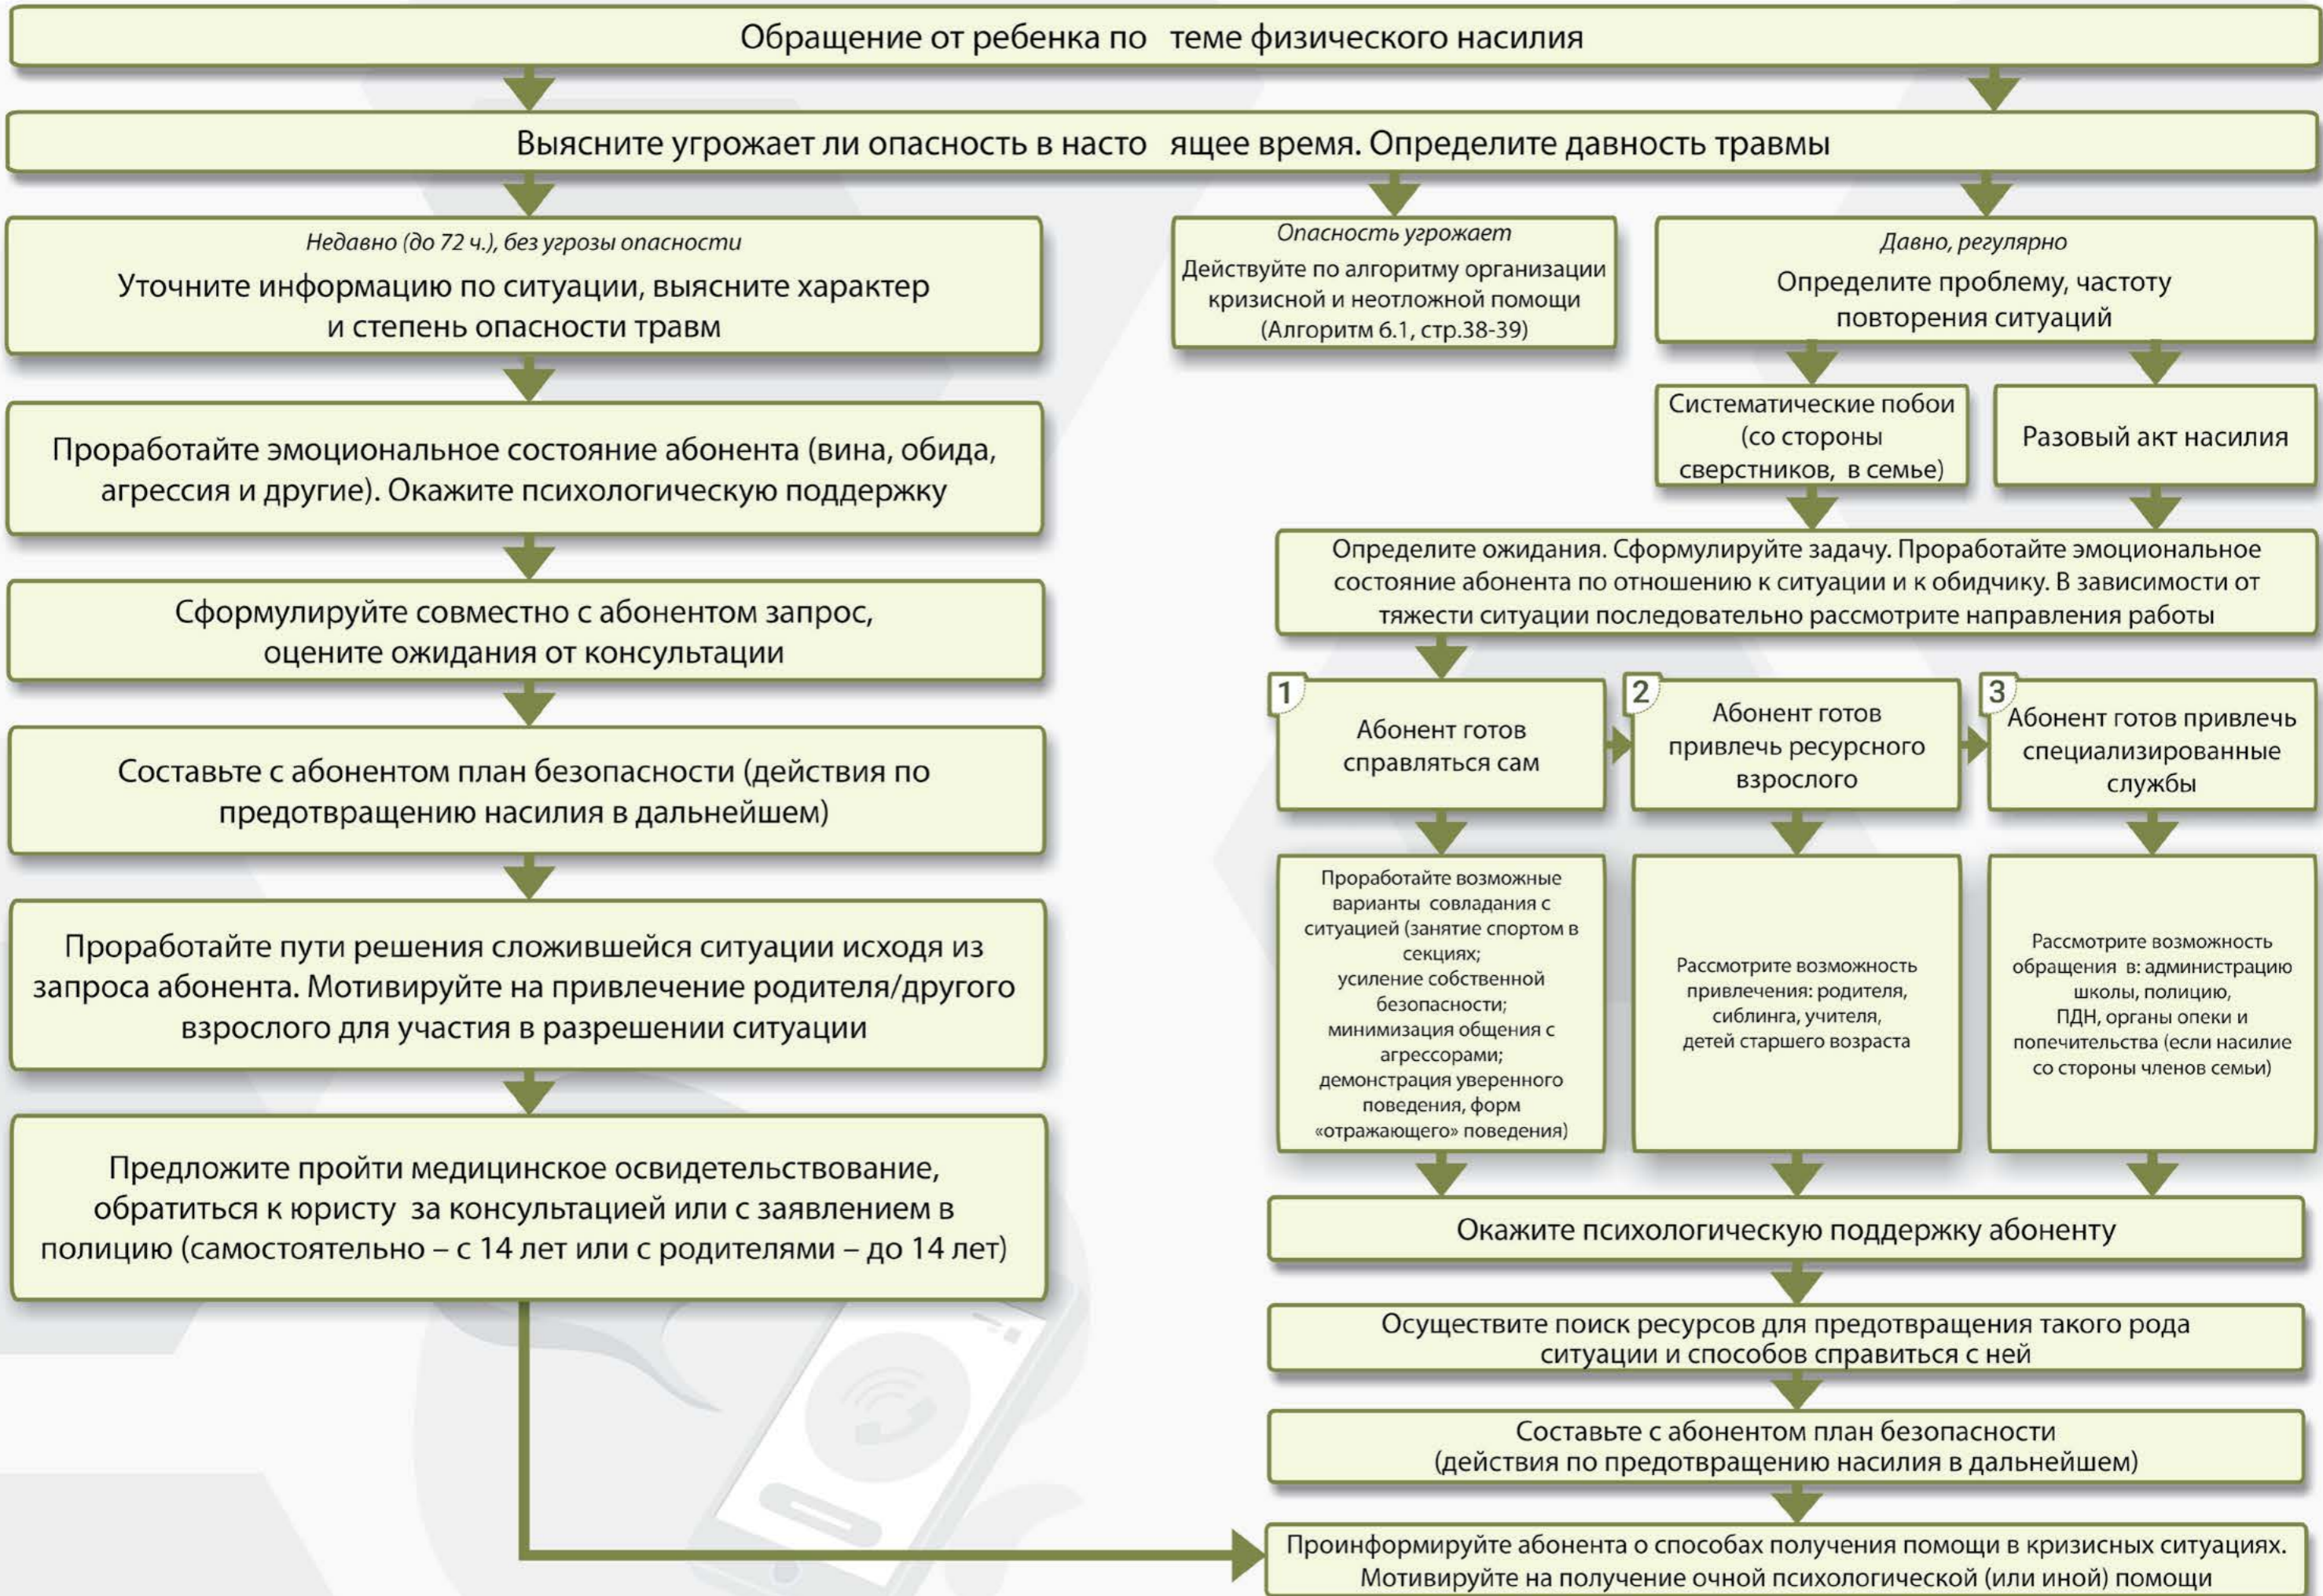 Обращение от ребенка по теме физического насилия
Выясните угрожает ли опасность в насто ящее время. Определите давность травмы
Недавно (до 72 ч.), без угрозы опасности
Уточните информацию по ситуации, выясните характер
и степень опасности травм
Проработайте эмоциональное состояние абонента (вина, обида,
агрессия и другие). Окажите психологическую поддержку
Сформулируйте совместно с абонентом запрос,
оцените ожидания от консультации
Составьте с абонентом план безопасности (действия по
предотвращению насилия в дальнейшем)
Проработайте пути решения сложившейся ситуации исходя из
запроса абонента. Мотивируйте на привлечение родителя/другого
взрослого для участия в разрешении ситуации
Предложите пройти медицинское освидетельствование,
обратиться к юристу за консультацией или с заявлением в
полицию (самостоятельно – с 14 лет или с родителями – до 14 лет)
Опасность угрожает
Действуйте по алгоритму организации
кризисной и неотложной помощи
(Алгоритм 6.1, стр.38-39)
Давно, регулярно
Определите проблему, частоту
повторения ситуаций
Систематические побои
(со стороны
сверстников, в семье)
Разовый акт насилия
Определите ожидания. Сформулируйте задачу. Проработайте эмоциональное
состояние абонента по отношению к ситуации и к обидчику. В зависимости от
тяжести ситуации последовательно рассмотрите направления работы
1
Абонент готов
справляться сам
2
Абонент готов
привлечь ресурсного
взрослого
3
Абонент готов привлечь
специализированные
службы
Проработайте возможные
варианты совладания с
ситуацией (занятие спортом в
секциях;
усиление собственной
безопасности;
минимизация общения с
агрессорами;
демонстрация уверенного
поведения, форм
«отражающего» поведения)
Рассмотрите возможность
привлечения: родителя,
сиблинга, учителя,
детей старшего возраста
Рассмотрите возможность
обращения в: администрацию
школы, полицию,
ПДН, органы опеки и
попечительства (если насилие
со стороны членов семьи)
Окажите психологическую поддержку абоненту
Осуществите поиск ресурсов для предотвращения такого рода
ситуации и способов справиться с ней
Составьте с абонентом план безопасности
(действия по предотвращению насилия в дальнейшем)
Проинформируйте абонента о способах получения помощи в кризисных ситуациях.
Мотивируйте на получение очной психологической (или иной) помощи